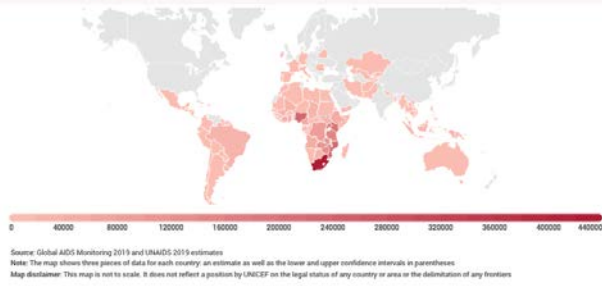 0 40000 80000 120000 160000 200000 240000 280000 320000 360000 400000 440000
Source: Global AIDS Monitoring 2019 and UNAIDS 2019 estimates
Note: The map shows three pieces of data for each country: an estimate as well as the lower and upper confidence intervals in parentheses
Map disclaimer: This map is not to scale. It does not reflect a position by UNICEF on the legal status of any country or area or the delimitation of any frontiers